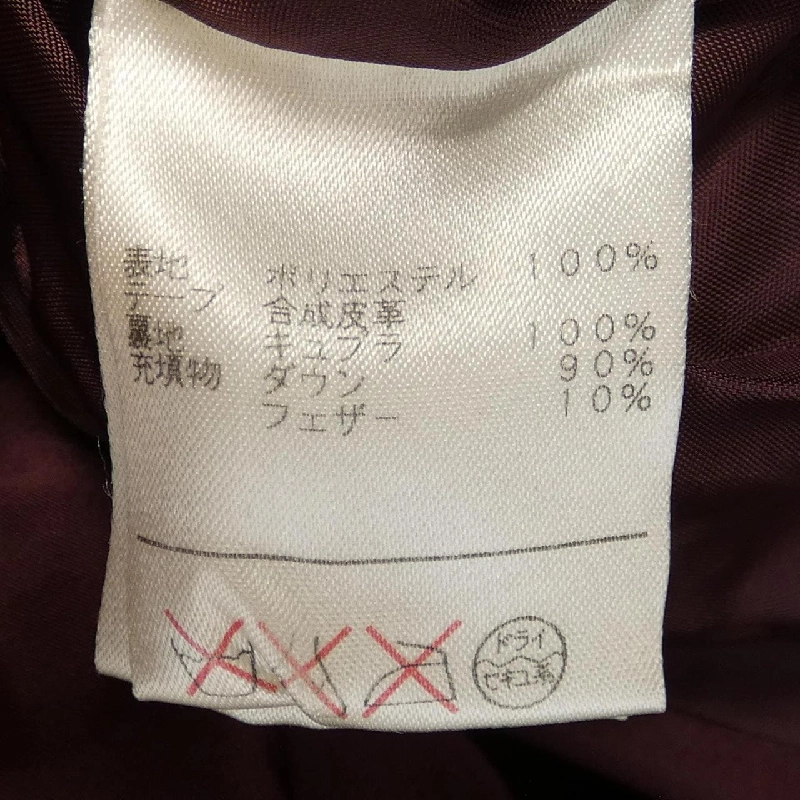 表地 ポリエステル 100%
テープ 合成皮革
裏地 キュプラ 100%
充填物 ダウン 90%
フェザー 10%
ドライ
セキユ系